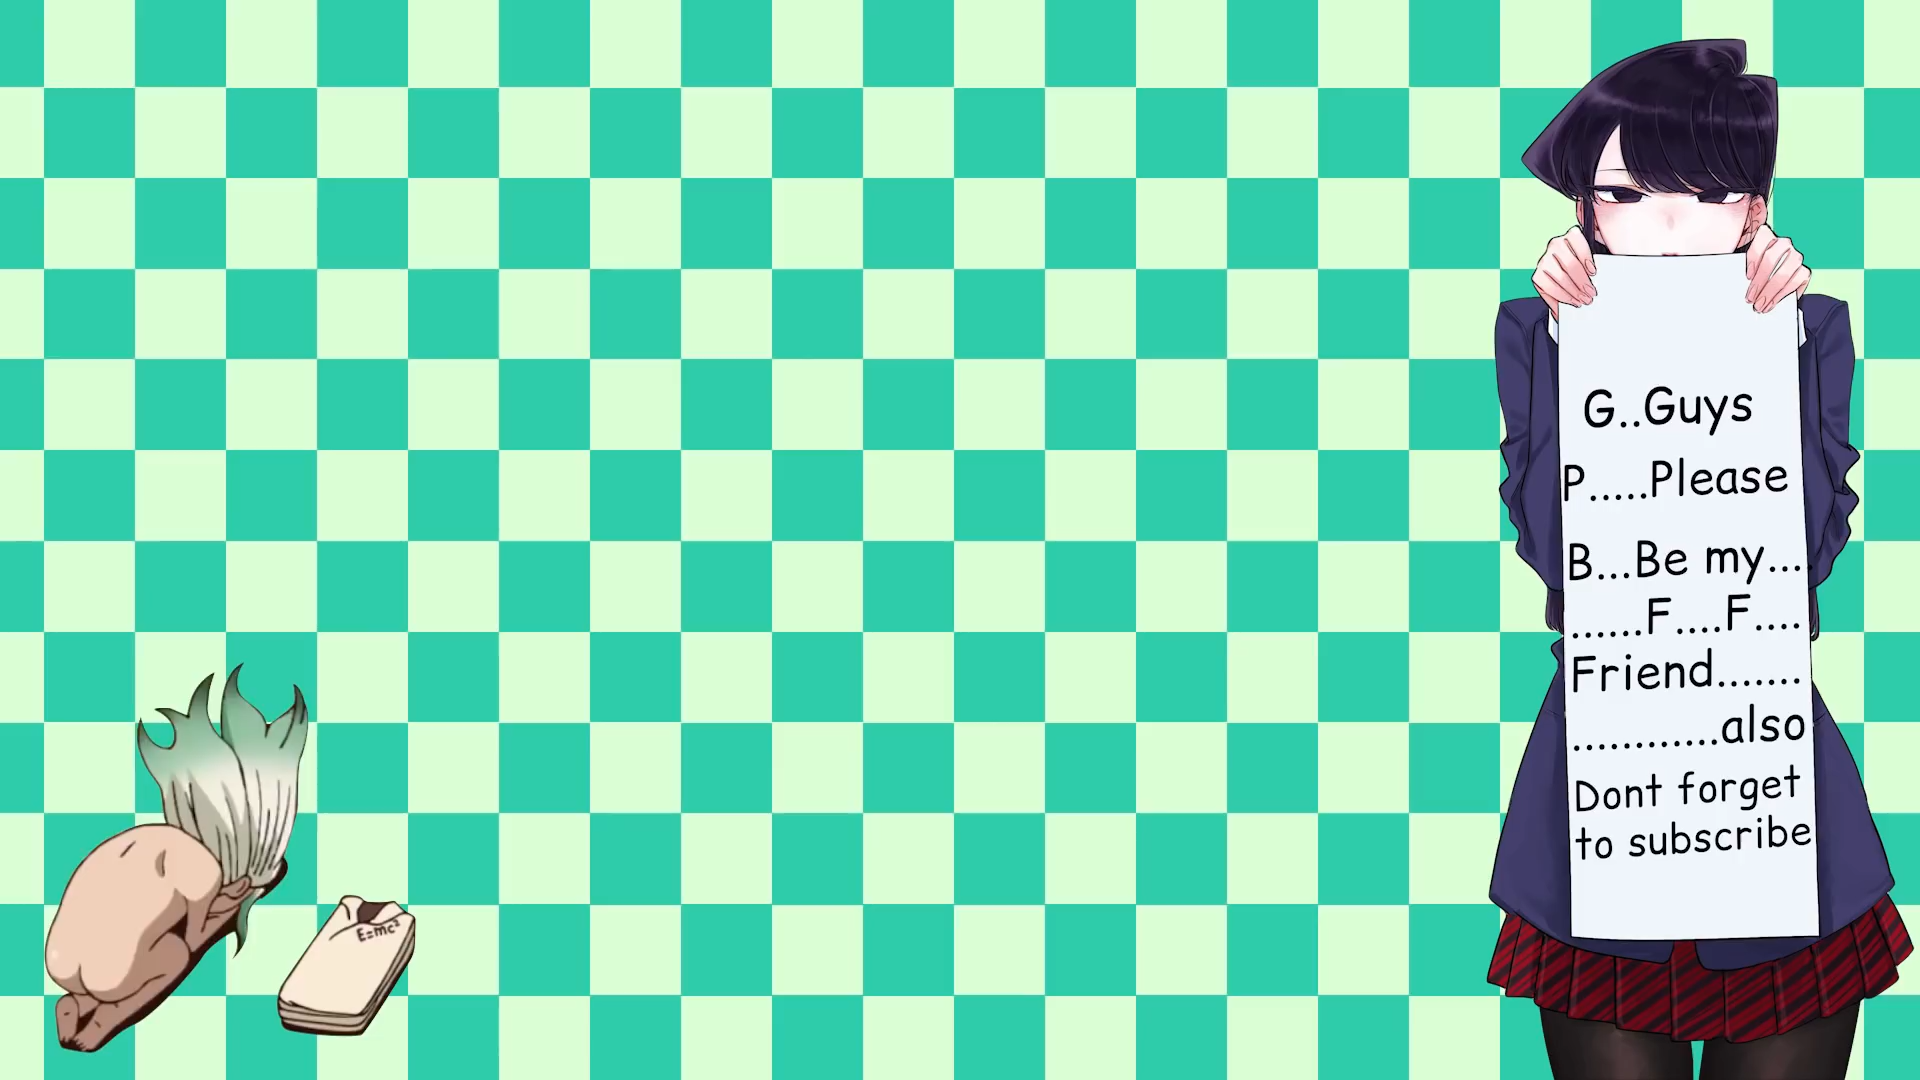 G..Guys
P.....Please
B...Be my....
......F....F....
Friend.......
............also
Dont forget
to subscribe
E=mc²